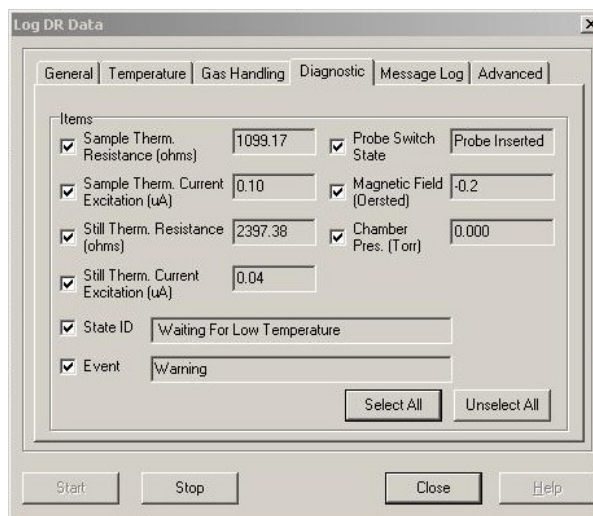 Log DR Data
General Temperature Gas Handling Diagnostic Message Log Advanced
Items
Sample Therm.
Resistance (ohms)
1099.17
Probe Switch
State
Probe Inserted
Sample Therm. Current
Excitation (uA)
0.10
Magnetic Field
(Oersted)
-0.2
Still Therm. Resistance
(ohms)
2397.38
Chamber
Pres. (Torr)
0.000
Still Therm. Current
Excitation (uA)
0.04
State ID
Waiting For Low Temperature
Event
Warning
Select All Unselect All
Start Stop Close Help